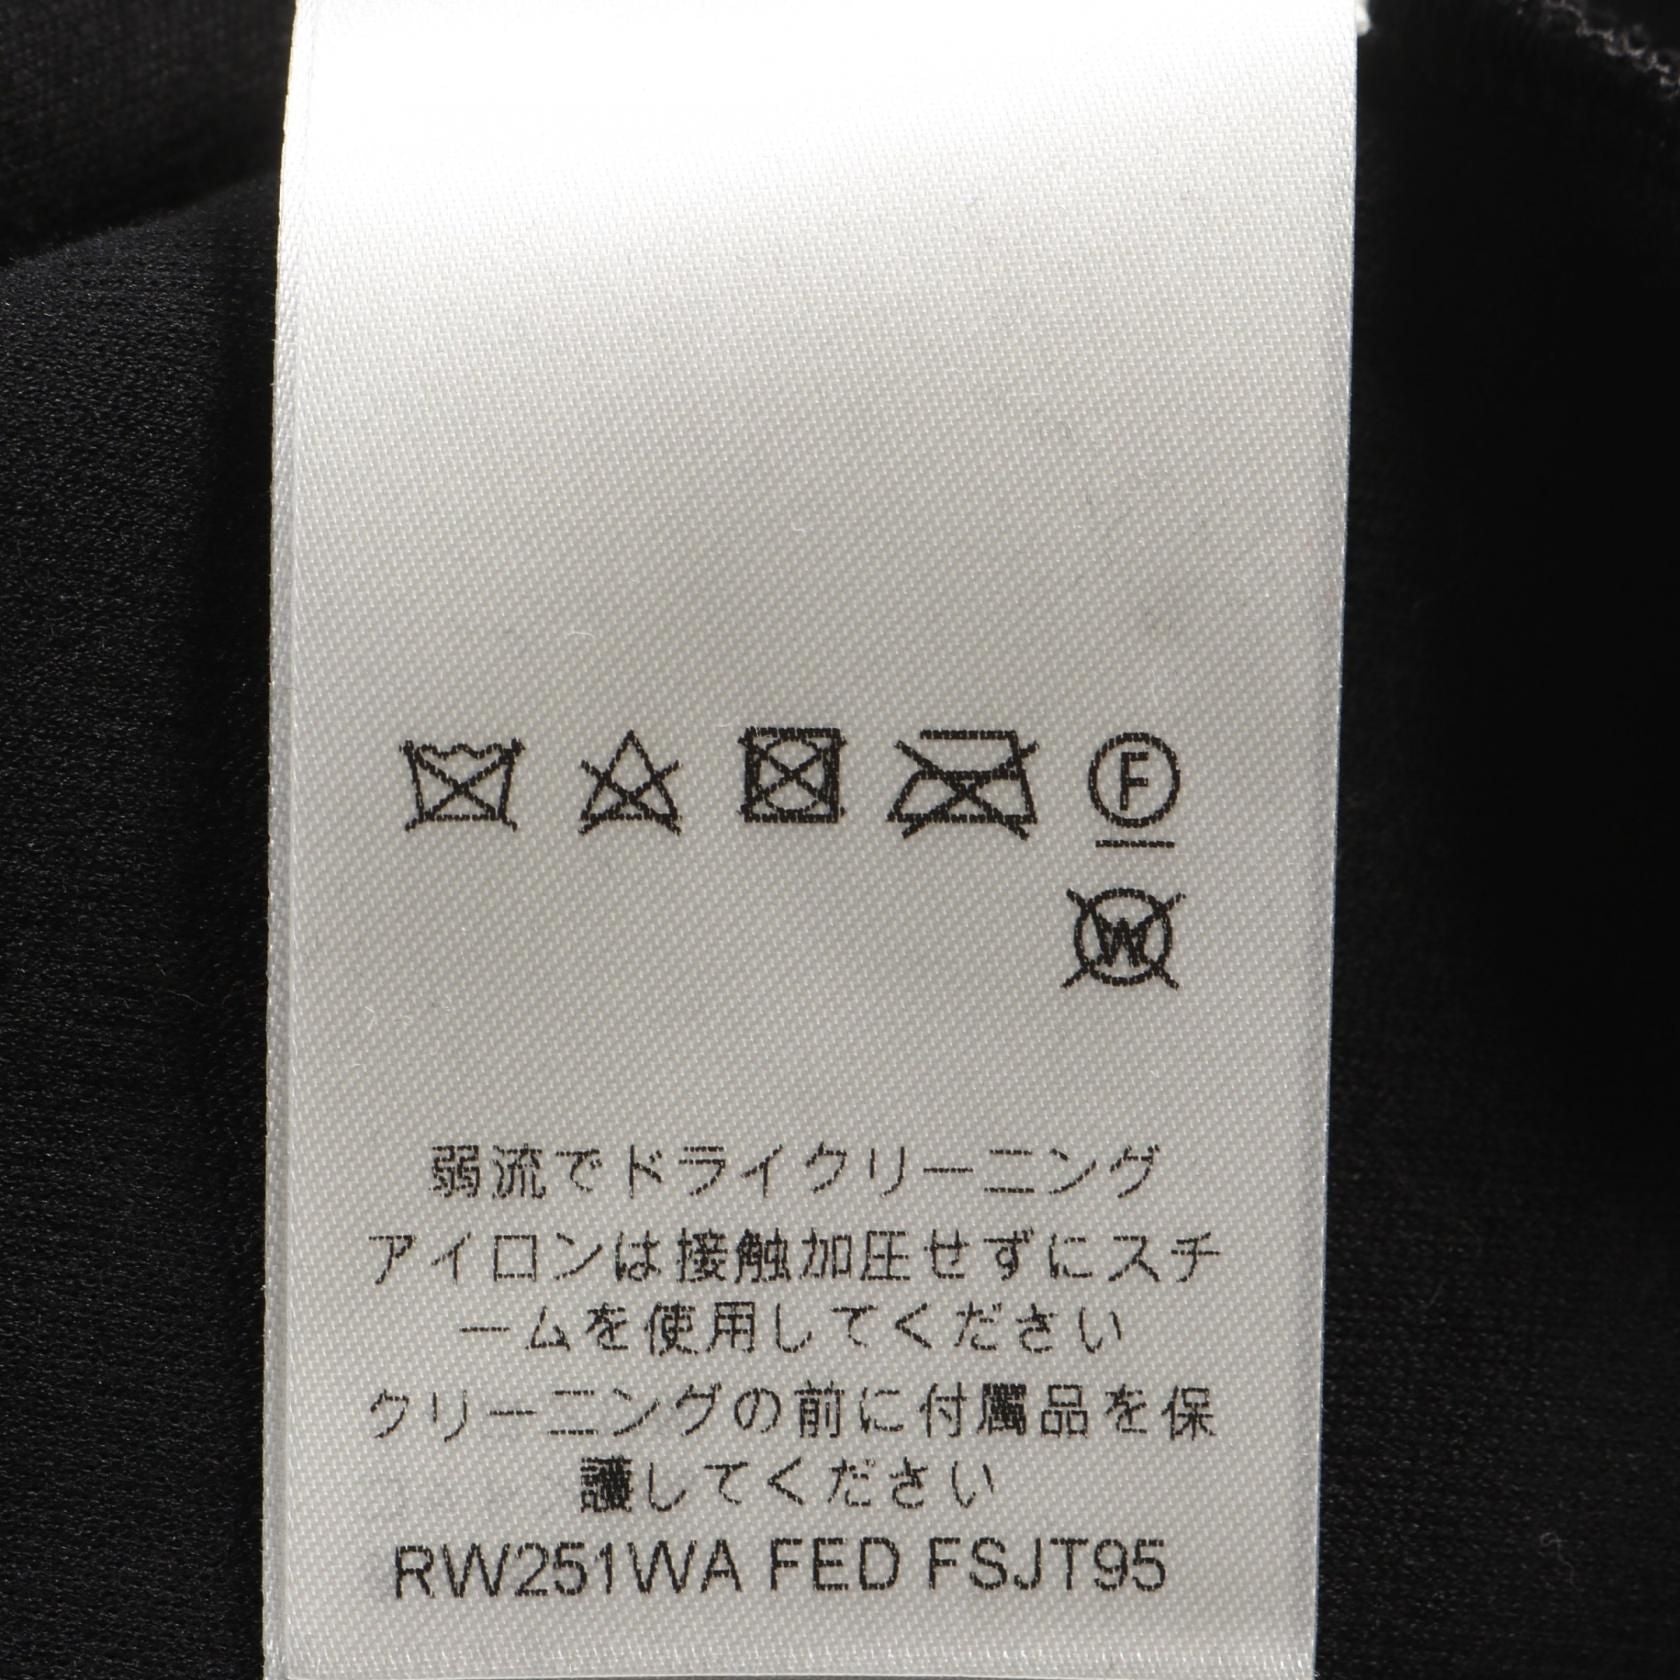 F
W
弱流でドライクリーニング
アイロンは接触加圧せずにスチ
ームを使用してください
クリーニングの前に付属品を保
護してください
RW251WA FED FSJT95